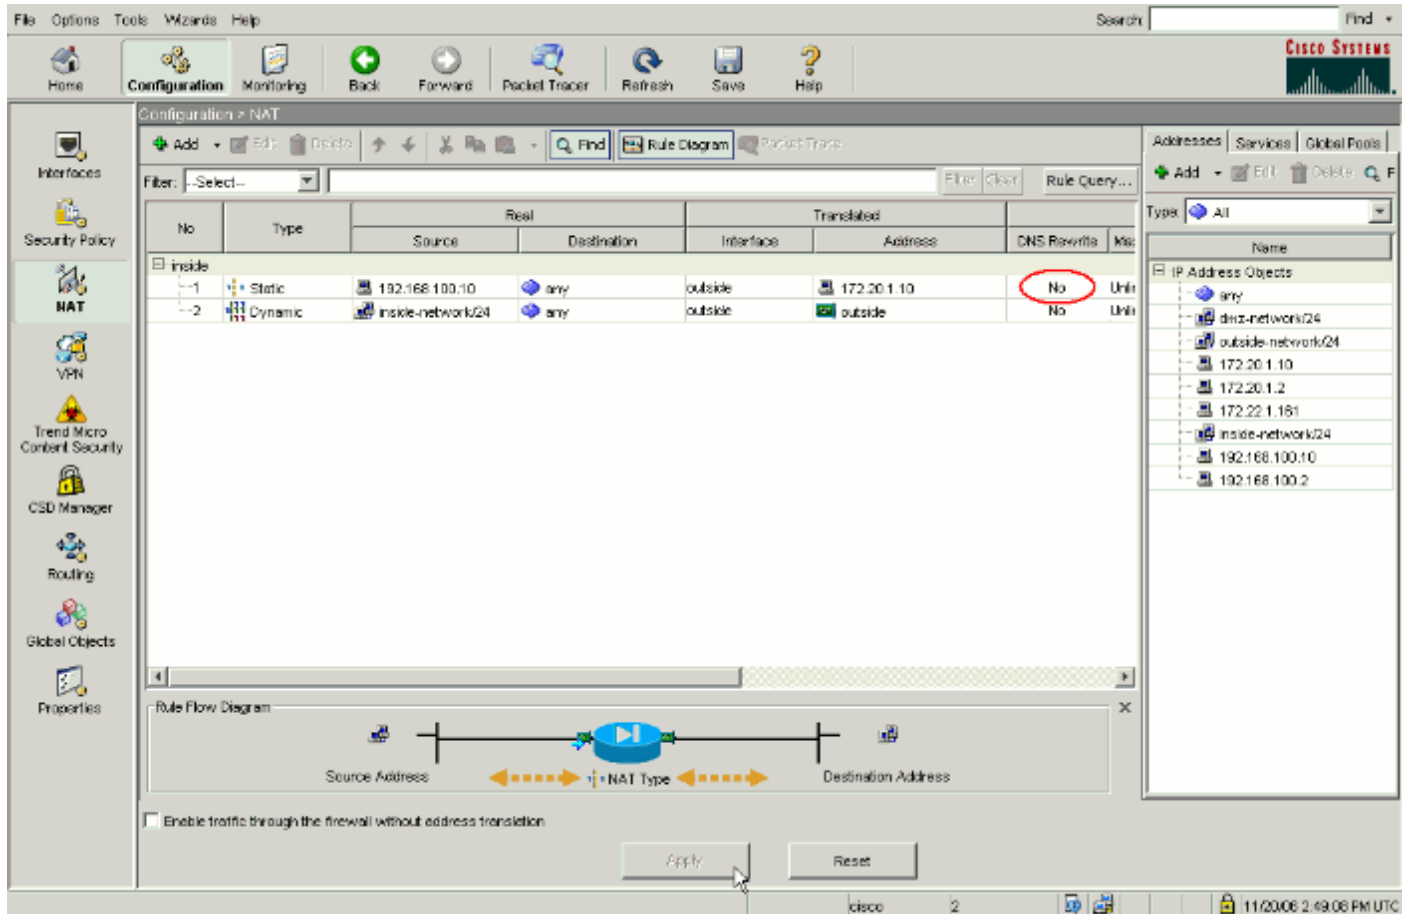 File Options Tools Wizards Help Search: Find
Home Configuration Monitoring Back Forward Packet Tracer Refresh Save Help
CISCO SYSTEMS
Configuration > NAT
Add Edit Delete Find Rule Diagram Packet Trace
Filter: --Select-- Filter Clear Rule Query...
No Type Real Translated
Source Destination Interface Address DNS Rewrite Max
inside
1 Static 192.168.100.10 any outside 172.20.1.10 No Unlir
2 Dynamic inside-network/24 any outside outside No Unlir
Interfaces
Security Policy
NAT
VPN
Trend Micro
Content Security
CSD Manager
Routing
Global Objects
Properties
Addresses Services Global Pools
Add Edit Delete F
Type: All
Name
IP Address Objects
any
dmz-network/24
outside-network/24
172.20.1.10
172.20.1.2
172.22.1.161
inside-network/24
192.168.100.10
192.168.100.2
Rule Flow Diagram
Source Address NAT Type Destination Address
Enable traffic through the firewall without address translation
Apply Reset
cisco 2 11/20/06 2:49:08 PM UTC